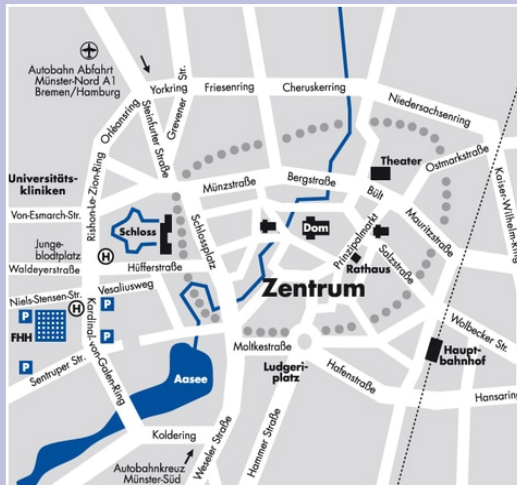 Autobahn Abfahrt
Münster-Nord A1
Bremen/Hamburg
Yorkring
Friesenring
Cheruskerring
Niedersachsenring
Orléansring
Steinfurter Straße
Grevener Str.
Kaiser-Wilhelm-Ring
Theater
Ostmarkstraße
Universitäts-
kliniken
Rishon-Le-Zion-Ring
Münzstraße
Bergstraße
Bült
Von-Esmarch-Str.
Schloss
Schlossplatz
Dom
Prinzipalmarkt
Mauritzstraße
Junge-
blodtplatz
H
Waldeyerstraße
Hüfferstraße
Rathaus
Salzstraße
Zentrum
Niels-Stensen-Str.
Vesaliusweg
P
H
P
FHH
Kardinal-von-Galen-Ring
Wolbecker Str.
P
P
Sentruper Str.
Moltkestraße
Haupt-
bahnhof
Aasee
Ludgeri-
platz
Hafenstraße
Hansaring
Koldering
Weseler Straße
Hammer Straße
Autobahnkreuz
Münster-Süd